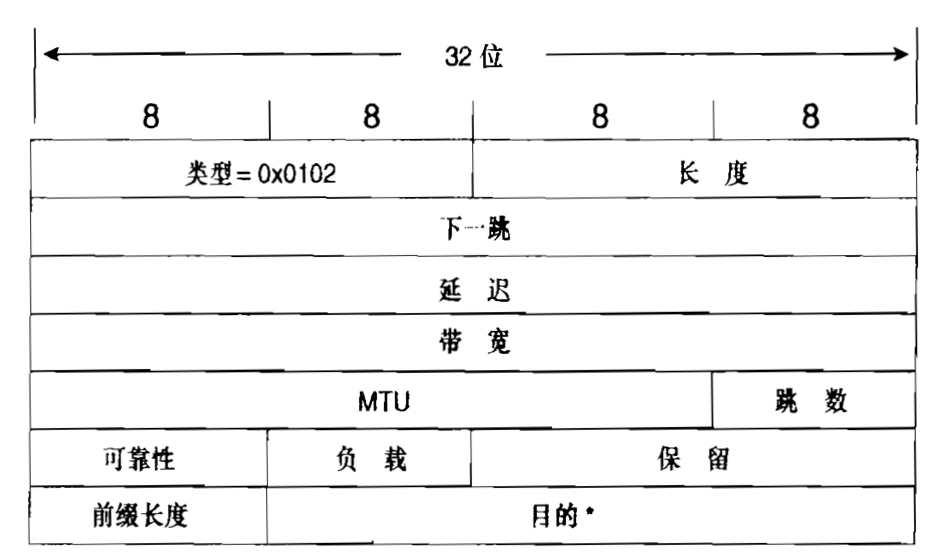 32 位
8 8 8 8
类型=0x0102 长 度
下一跳
延 迟
带 宽
MTU 跳 数
可靠性 负 载 保 留
前缀长度 目的*